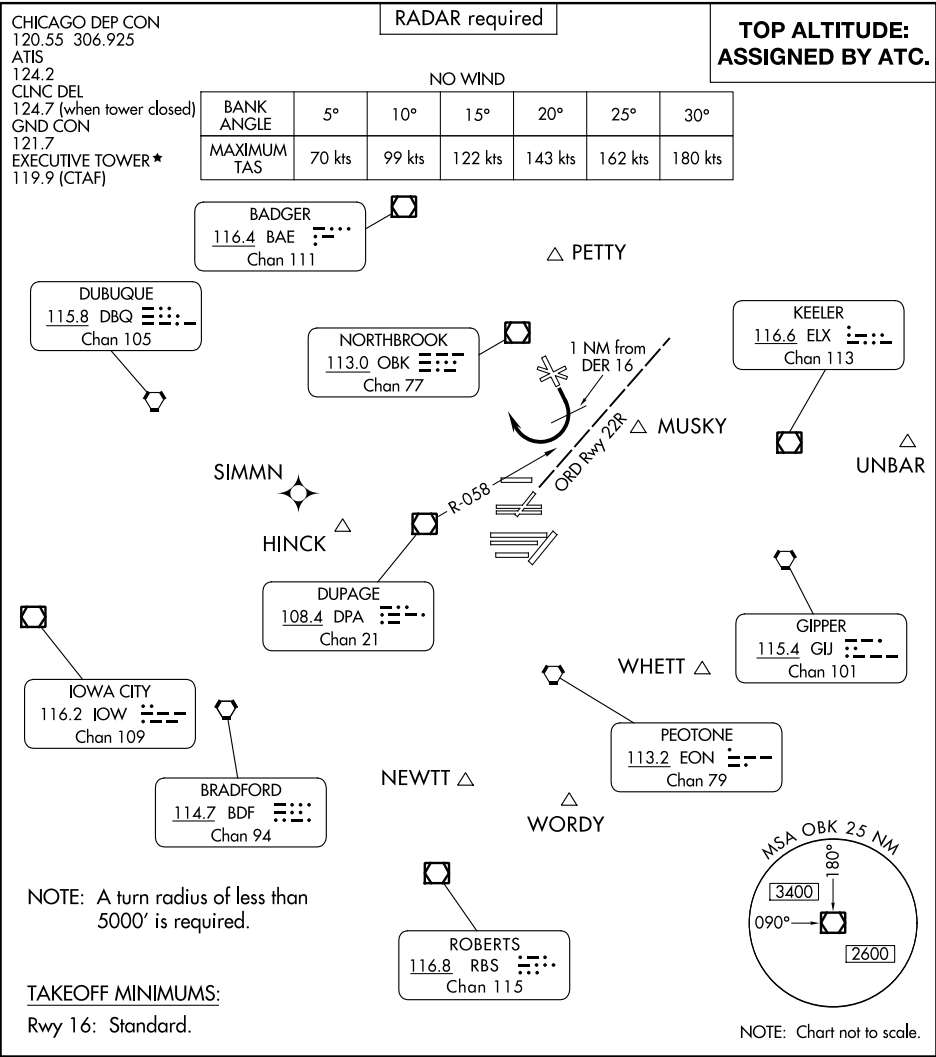 CHICAGO DEP CON
120.55 306.925
ATIS
124.2
CLNC DEL
124.7 (when tower closed)
GND CON
121.7
EXECUTIVE TOWER★
119.9 (CTAF)
RADAR required
TOP ALTITUDE:
ASSIGNED BY ATC.
NO WIND
BANK ANGLE 5° 10° 15° 20° 25° 30°
MAXIMUM TAS 70 kts 99 kts 122 kts 143 kts 162 kts 180 kts
BADGER
116.4 BAE
Chan 111
PETTY
DUBUQUE
115.8 DBQ
Chan 105
NORTHBROOK
113.0 OBK
Chan 77
1 NM from
DER 16
KEELER
116.6 ELX
Chan 113
MUSKY
UNBAR
ORD Rwy 22R
SIMMN
R-058
HINCK
DUPAGE
108.4 DPA
Chan 21
GIPPER
115.4 GIJ
Chan 101
WHETT
IOWA CITY
116.2 IOW
Chan 109
PEOTONE
113.2 EON
Chan 79
BRADFORD
114.7 BDF
Chan 94
NEWTT
WORDY
MSA OBK 25 NM
180°
3400
090°
2600
NOTE: A turn radius of less than
5000' is required.
ROBERTS
116.8 RBS
Chan 115
TAKEOFF MINIMUMS:
Rwy 16: Standard.
NOTE: Chart not to scale.